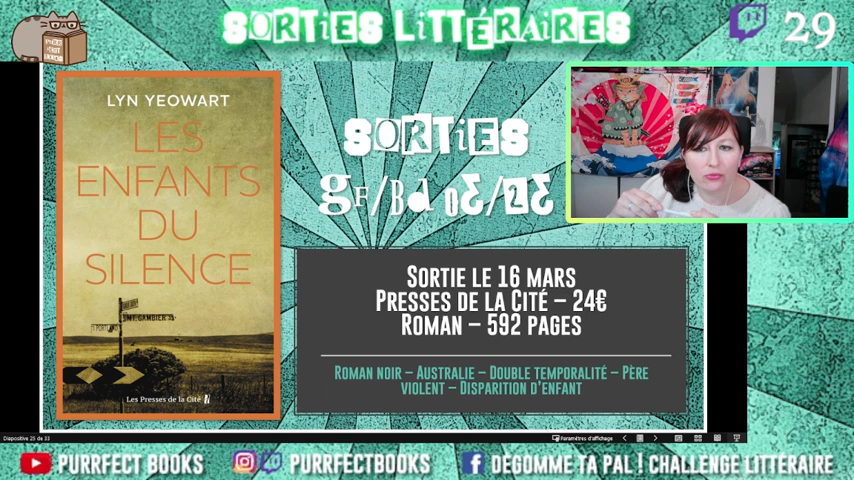 SORTIES LITTÉRAIRES
29
LYN YEOWART
LES
ENFANTS
DU
SILENCE
MT GAMBIER
Les Presses de la Cité
SORTIES
GF/BD 03/23
SORTIE LE 16 MARS
PRESSES DE LA CITÉ – 24€
ROMAN – 592 PAGES
ROMAN NOIR – AUSTRALIE – DOUBLE TEMPORALITÉ – PÈRE
VIOLENT – DISPARITION D'ENFANT
Diapositive 25 de 33
Paramètres d'affichage
PURRFECT BOOKS
PURRFECTBOOKS
DÉGOMME TA PAL ! CHALLENGE LITTÉRAIRE